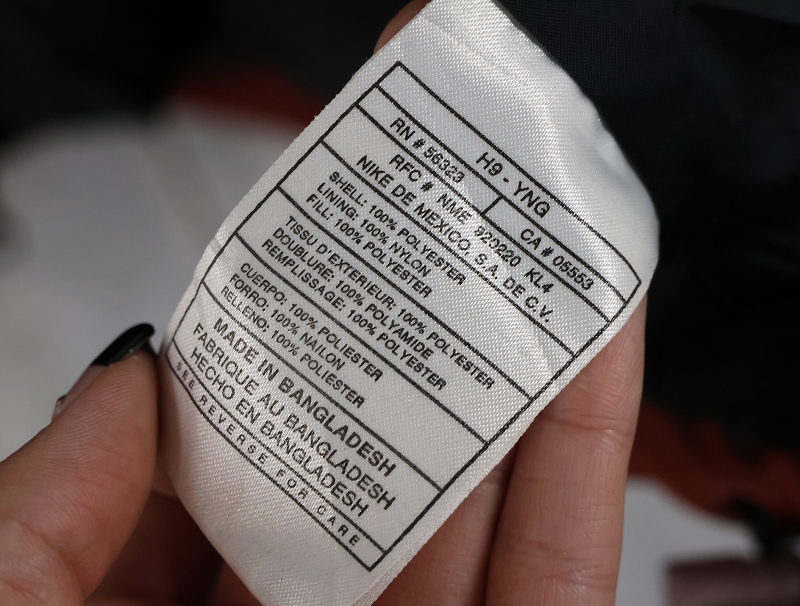 H9 - YNG
RN # 56323
CA # 05553
RFC # NME 920220 KL4
NIKE DE MEXICO, S.A. DE C.V.
SHELL: 100% POLYESTER
LINING: 100% NYLON
FILL: 100% POLYESTER
TISSU D'EXTERIEUR: 100% POLYESTER
DOUBLURE: 100% POLYAMIDE
REMPLISSAGE: 100% POLYESTER
CUERPO: 100% POLIESTER
FORRO: 100% NAILON
RELLENO: 100% POLIESTER
MADE IN BANGLADESH
FABRIQUE AU BANGLADESH
HECHO EN BANGLADESH
SEE REVERSE FOR CARE